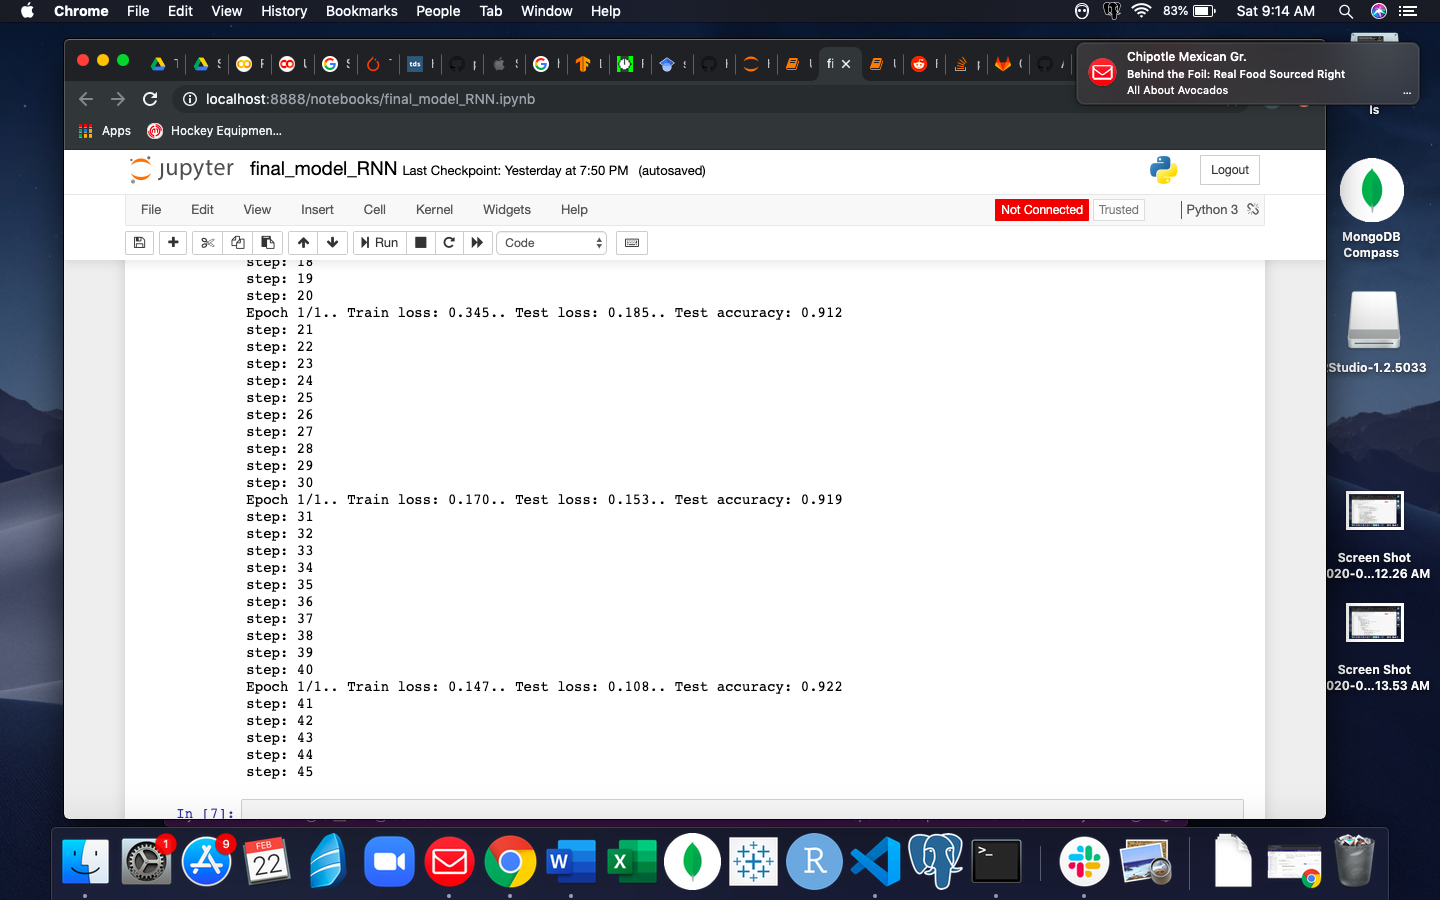 Chrome File Edit View History Bookmarks People Tab Window Help
83% Sat 9:14 AM
Chipotle Mexican Gr.
Behind the Foil: Real Food Sourced Right
All About Avocados
...
tds
fi
localhost:8888/notebooks/final_model_RNN.ipynb
Apps Hockey Equipmen...
jupyter final_model_RNN Last Checkpoint: Yesterday at 7:50 PM (autosaved)
Logout
File Edit View Insert Cell Kernel Widgets Help
Not Connected Trusted Python 3
Run Code
step: 18
step: 19
step: 20
Epoch 1/1.. Train loss: 0.345.. Test loss: 0.185.. Test accuracy: 0.912
step: 21
step: 22
step: 23
step: 24
step: 25
step: 26
step: 27
step: 28
step: 29
step: 30
Epoch 1/1.. Train loss: 0.170.. Test loss: 0.153.. Test accuracy: 0.919
step: 31
step: 32
step: 33
step: 34
step: 35
step: 36
step: 37
step: 38
step: 39
step: 40
Epoch 1/1.. Train loss: 0.147.. Test loss: 0.108.. Test accuracy: 0.922
step: 41
step: 42
step: 43
step: 44
step: 45
In [7]:
ls
MongoDB
Compass
Studio-1.2.5033
Screen Shot
020-0...12.26 AM
Screen Shot
020-0...13.53 AM
1
9
FEB
22
W
X
R
>_